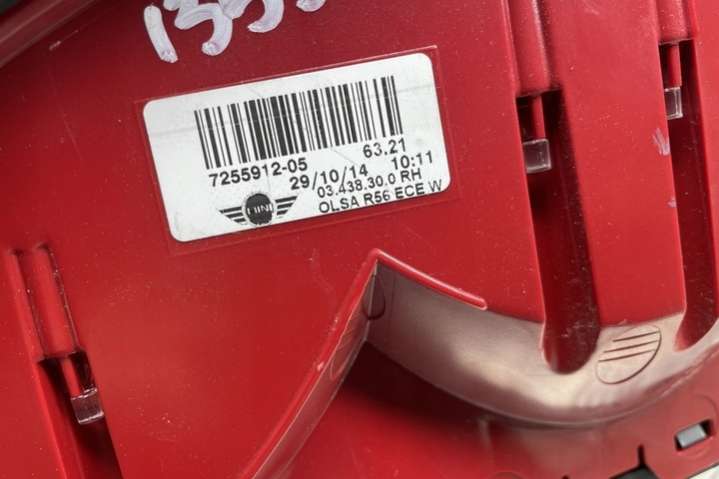 7255912-05 63.21
29/10/14 10:11
03.438.30.0 RH
MINI OLSA R56 ECE W